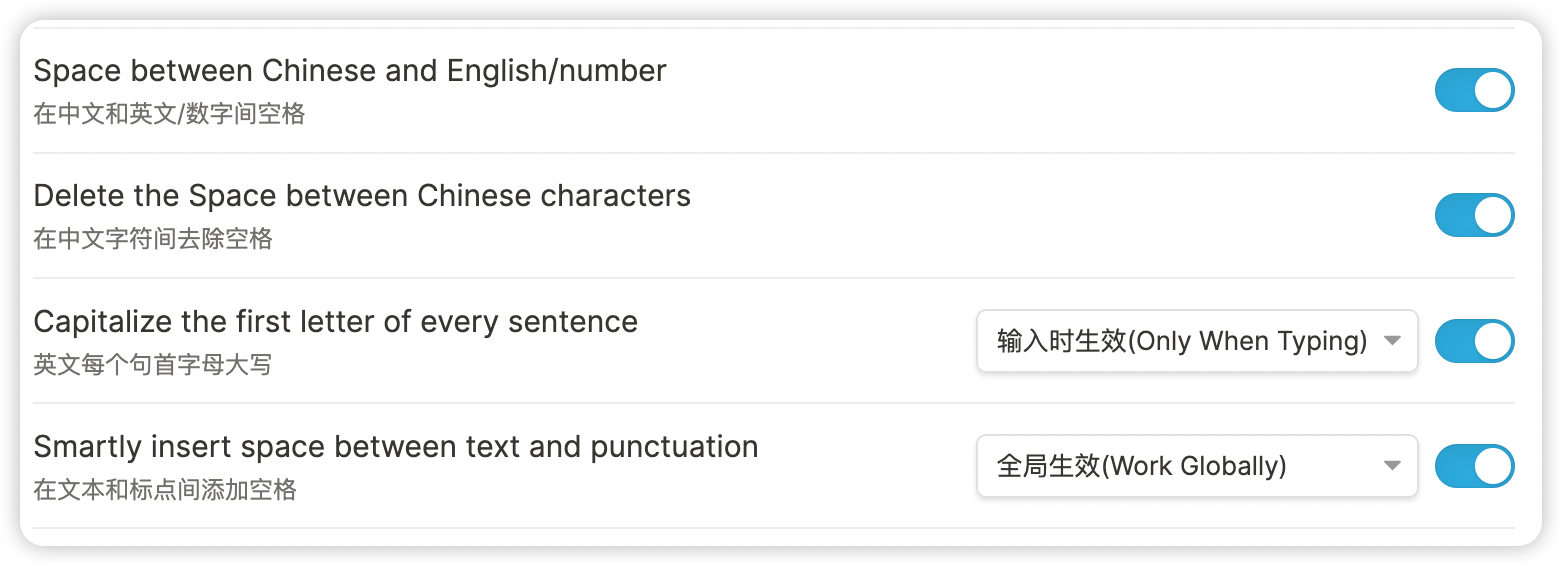 Space between Chinese and English/number
在中文和英文/数字间空格
Delete the Space between Chinese characters
在中文字符间去除空格
Capitalize the first letter of every sentence
英文每个句首字母大写
输入时生效(Only When Typing)
Smartly insert space between text and punctuation
在文本和标点间添加空格
全局生效(Work Globally)